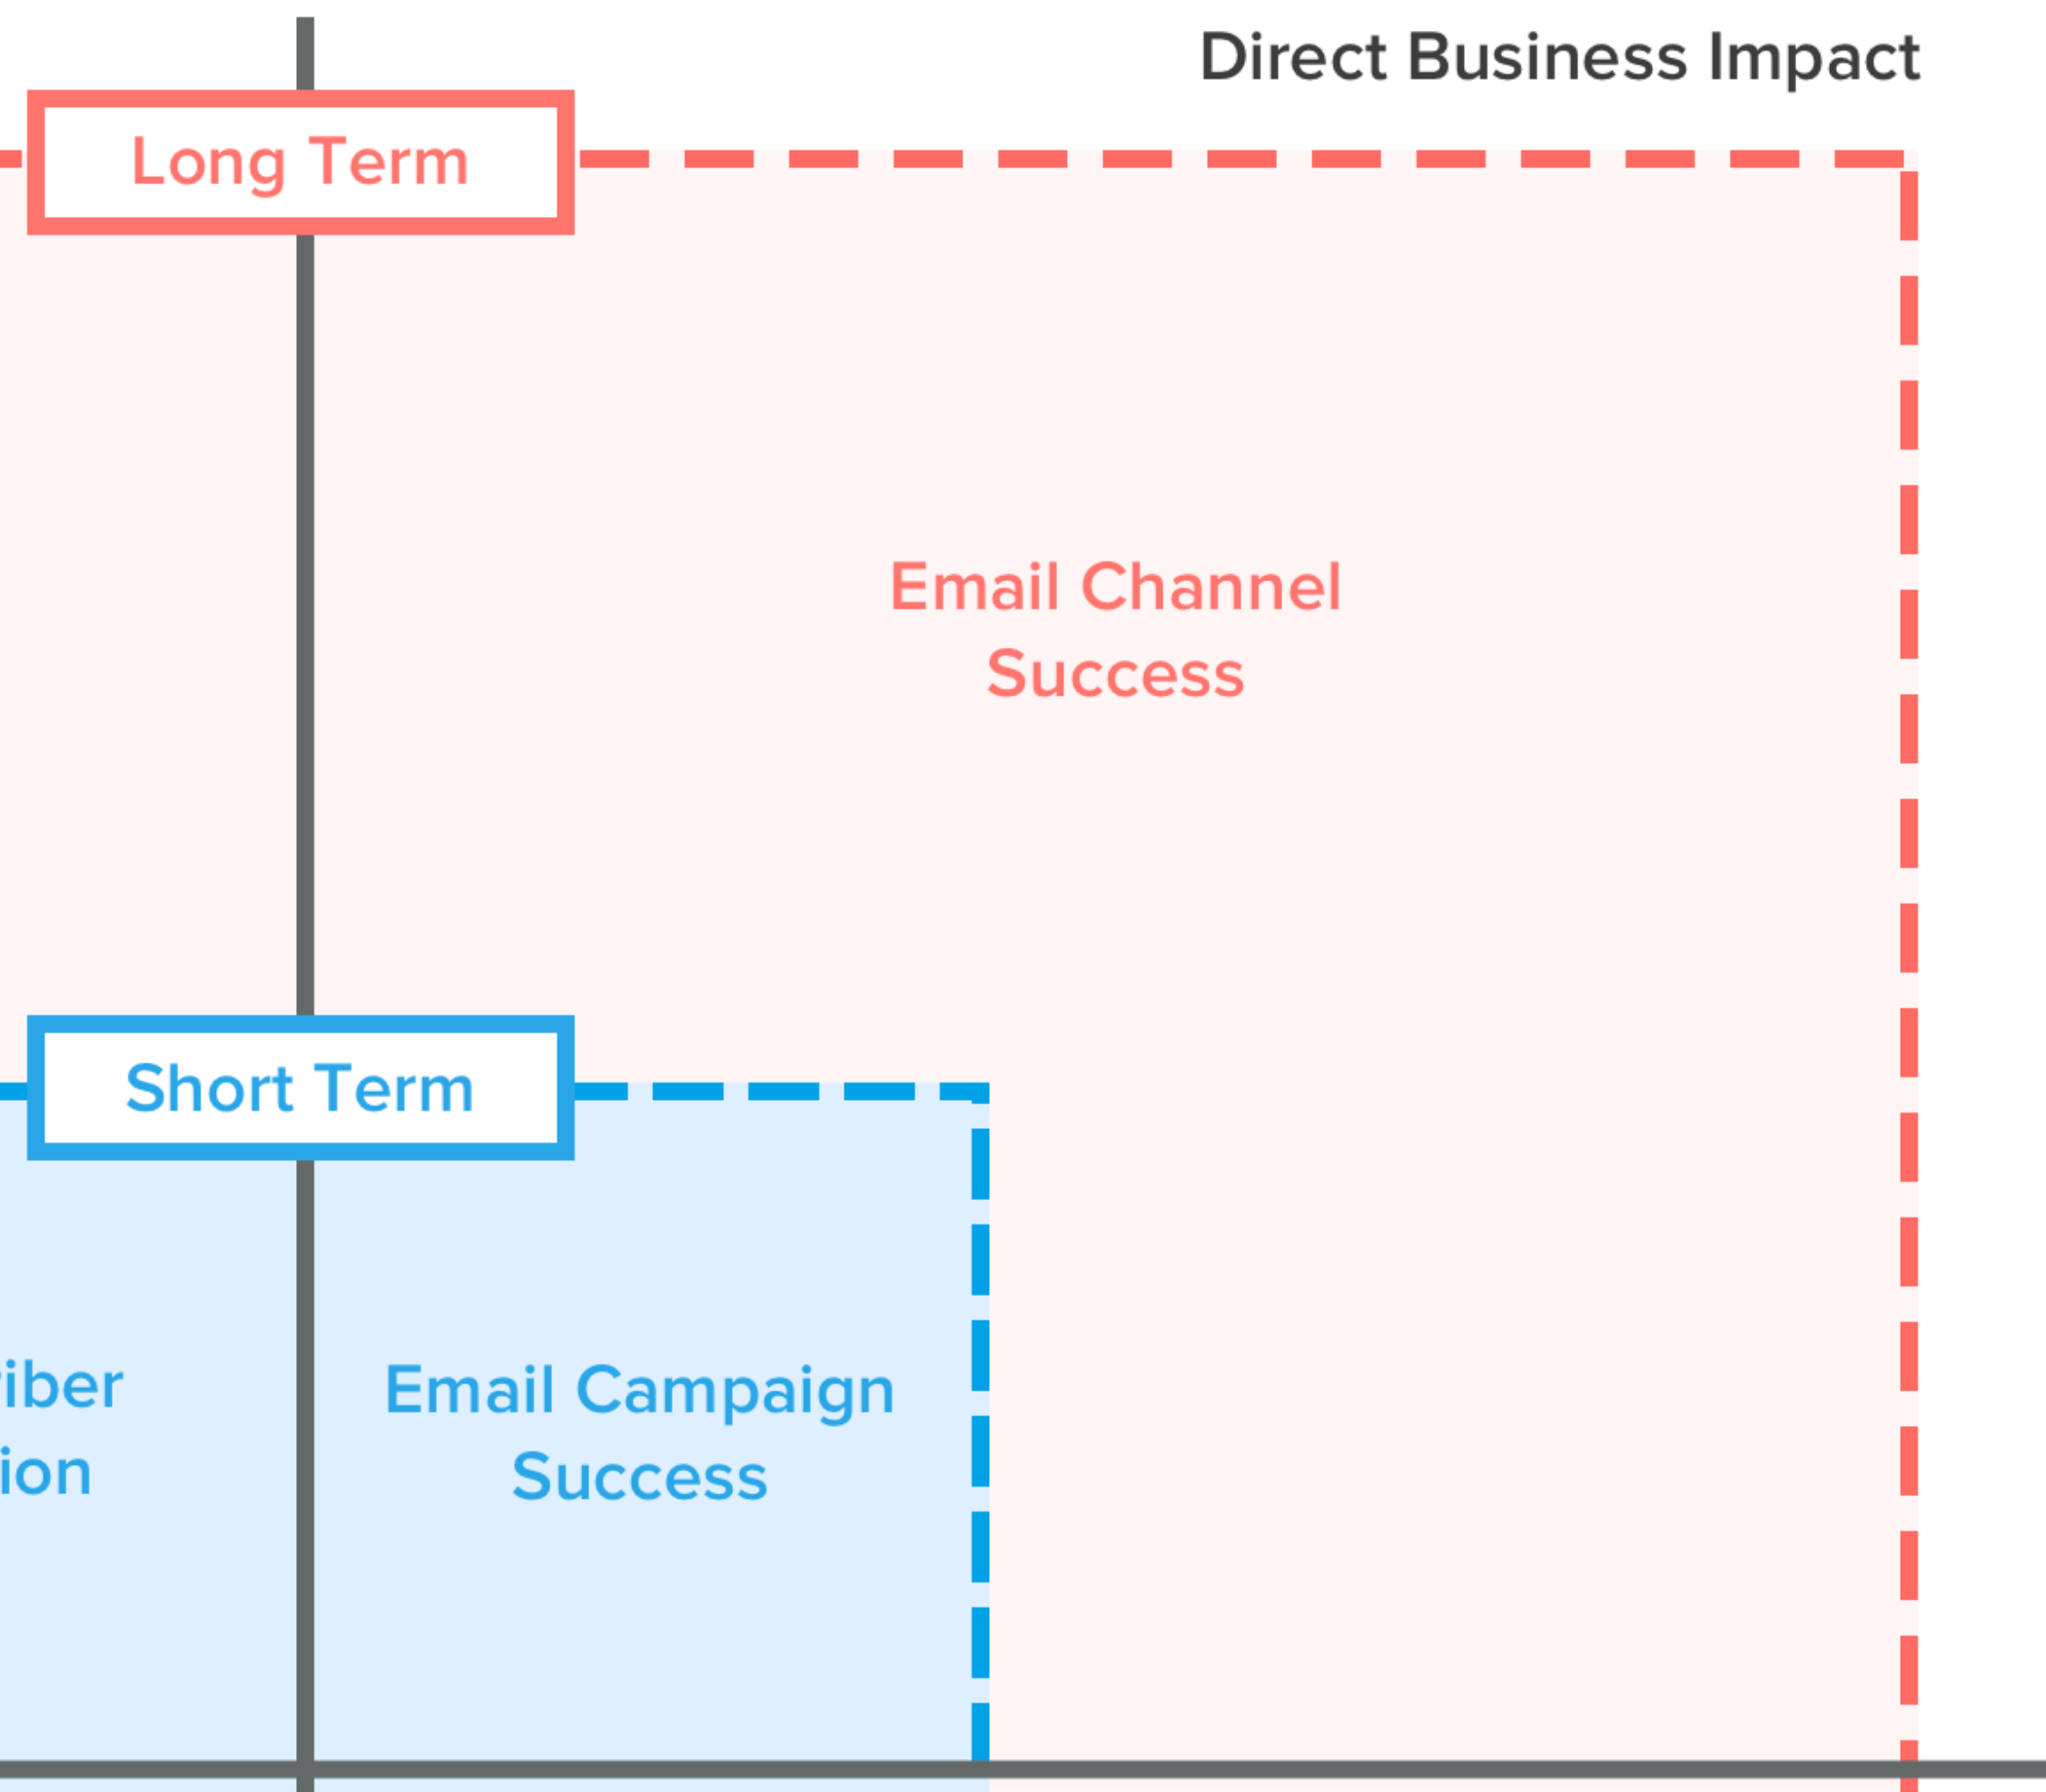 Direct Business Impact
Long Term
Email Channel
Success
Short Term
Email Campaign
Success